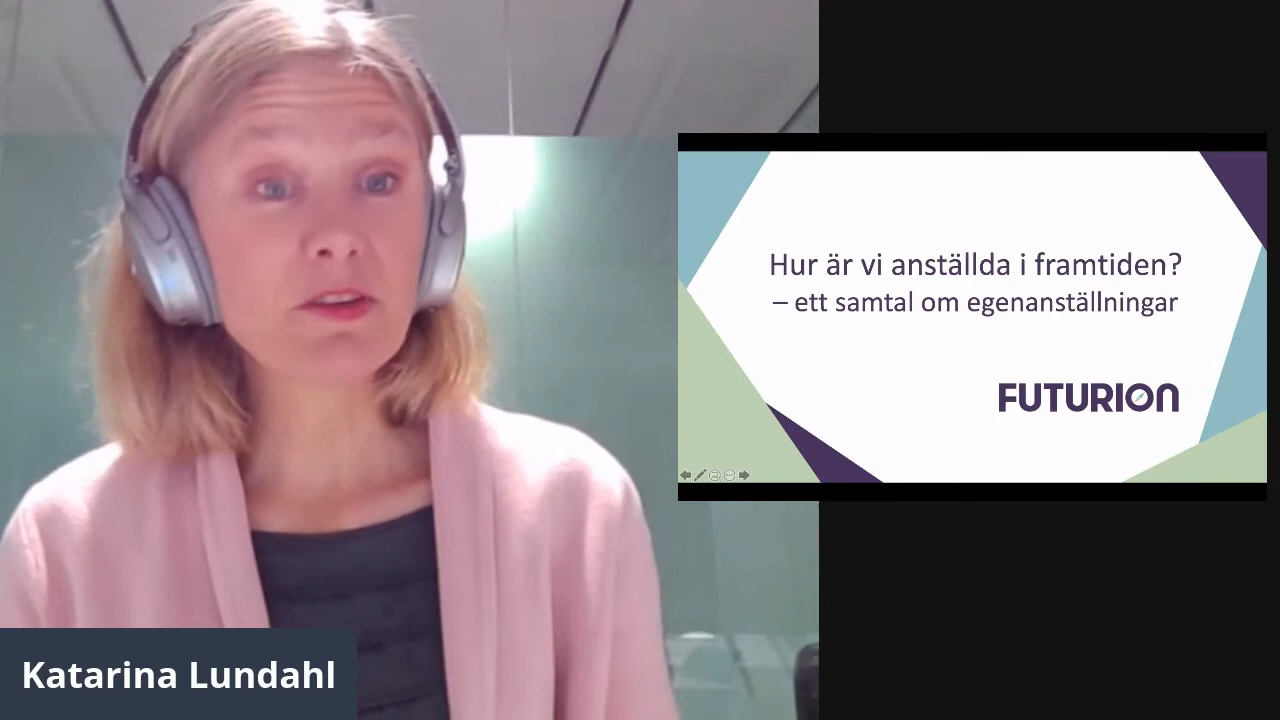 Hur är vi anställda i framtiden?
– ett samtal om egenanställningar
FUTURION
Katarina Lundahl